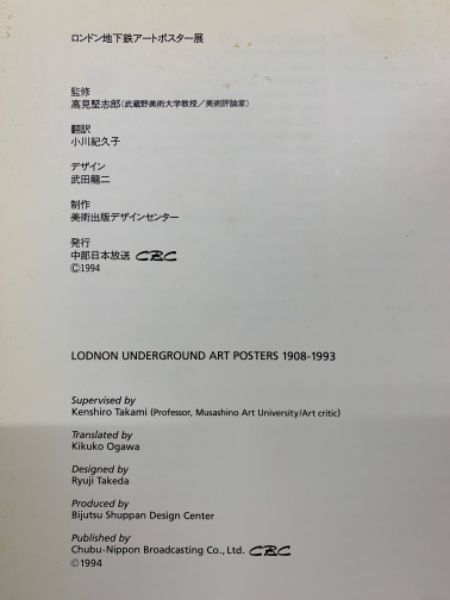 ロンドン地下鉄アートポスター展
監修
高見堅志郎(武蔵野美術大学教授／美術評論家)
翻訳
小川紀久子
デザイン
武田龍二
制作
美術出版デザインセンター
発行
中部日本放送 CBC
©1994
LODNON UNDERGROUND ART POSTERS 1908-1993
Supervised by
Kenshiro Takami (Professor, Musashino Art University/Art critic)
Translated by
Kikuko Ogawa
Designed by
Ryuji Takeda
Produced by
Bijutsu Shuppan Design Center
Published by
Chubu-Nippon Broadcasting Co., Ltd. CBC
©1994